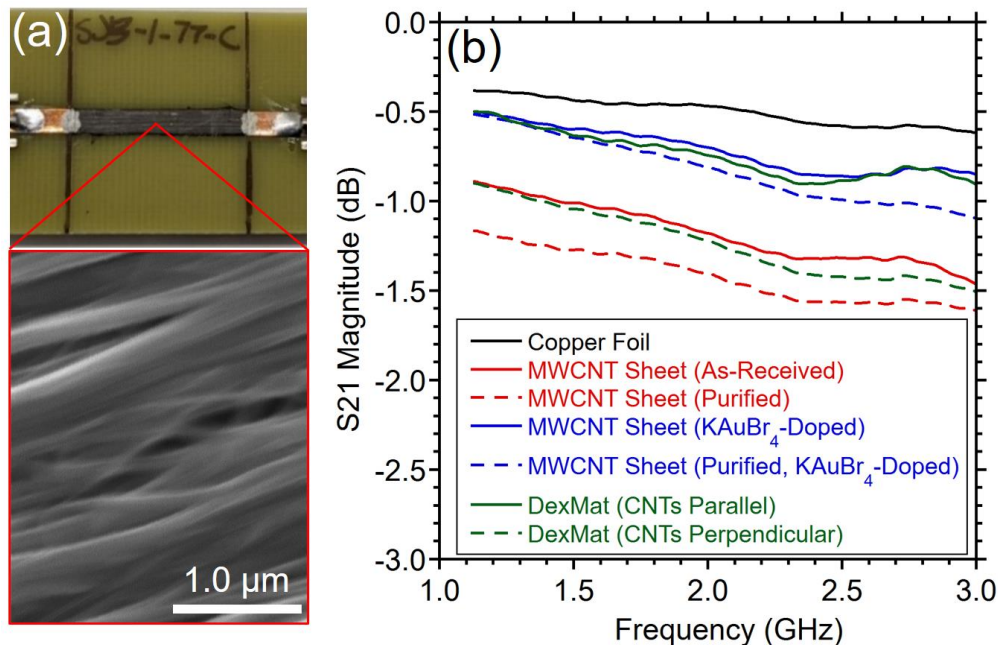 (a)
SJB-1-77-C
1.0 µm
(b)
S21 Magnitude (dB)
0.0
-0.5
-1.0
-1.5
-2.0
-2.5
-3.0
Copper Foil
MWCNT Sheet (As-Received)
MWCNT Sheet (Purified)
MWCNT Sheet (KAuBr₄-Doped)
MWCNT Sheet (Purified, KAuBr₄-Doped)
DexMat (CNTs Parallel)
DexMat (CNTs Perpendicular)
1.0 1.5 2.0 2.5 3.0
Frequency (GHz)